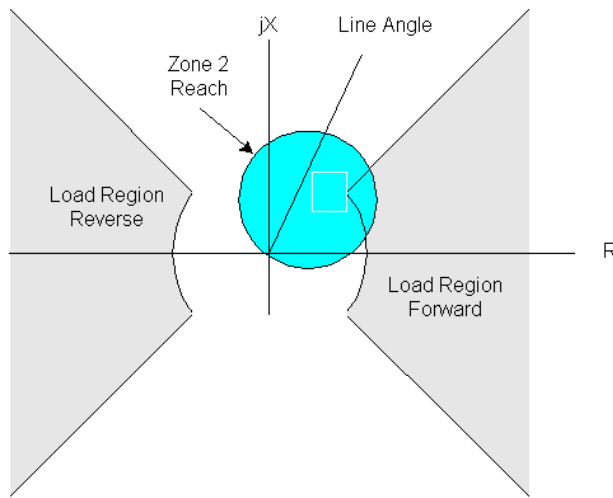 jX
Line Angle
Zone 2
Reach
Load Region
Reverse
R
Load Region
Forward